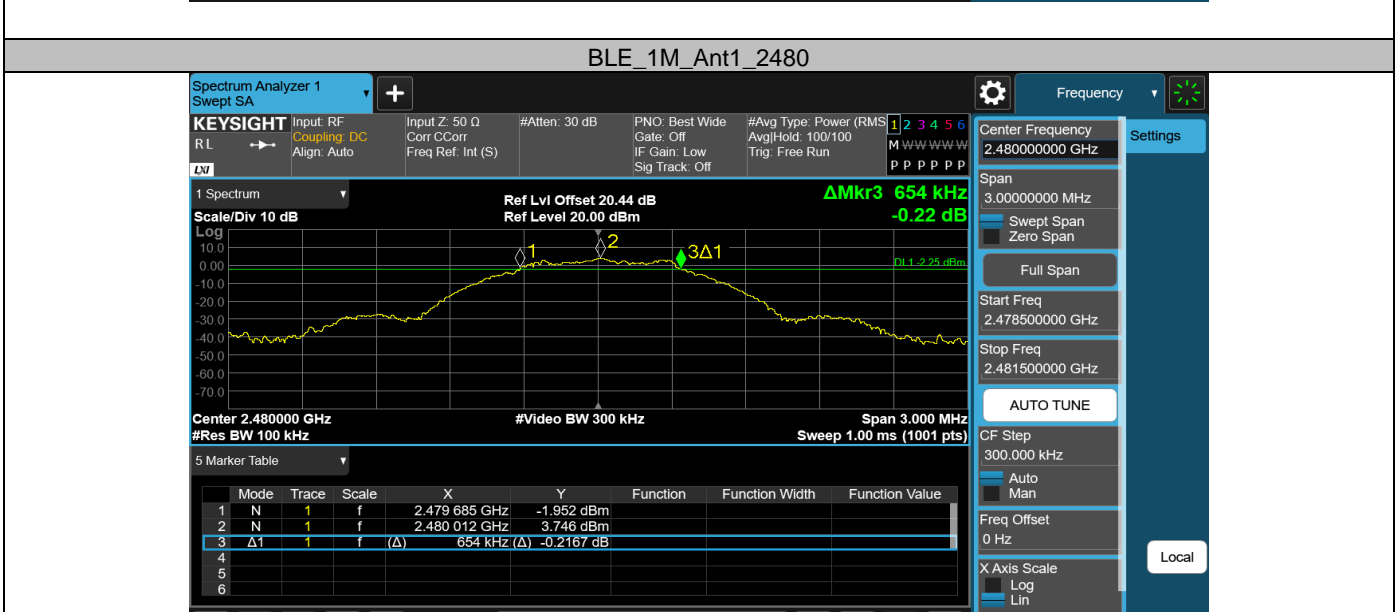 BLE_1M_Ant1_2480
Spectrum Analyzer 1
Swept SA
Frequency
KEYSIGHT
RL
LXI
Input: RF
Coupling: DC
Align: Auto
Input Z: 50 Ω
Corr CCorr
Freq Ref: Int (S)
#Atten: 30 dB
PNO: Best Wide
Gate: Off
IF Gain: Low
Sig Track: Off
#Avg Type: Power (RMS
Avg|Hold: 100/100
Trig: Free Run
1 2 3 4 5 6
M W W W W W
P P P P P P
1 Spectrum
Scale/Div 10 dB
Ref Lvl Offset 20.44 dB
Ref Level 20.00 dBm
ΔMkr3 654 kHz
-0.22 dB
Log
10.0
0.00
-10.0
-20.0
-30.0
-40.0
-50.0
-60.0
-70.0
1
2
3Δ1
DL1 -2.25 dBm
Center 2.480000 GHz
#Video BW 300 kHz
Span 3.000 MHz
#Res BW 100 kHz
Sweep 1.00 ms (1001 pts)
5 Marker Table
Mode Trace Scale X Y Function Function Width Function Value
1 N 1 f 2.479 685 GHz -1.952 dBm
2 N 1 f 2.480 012 GHz 3.746 dBm
3 Δ1 1 f (Δ) 654 kHz (Δ) -0.2167 dB
4
5
6
Center Frequency
2.480000000 GHz
Settings
Span
3.00000000 MHz
Swept Span
Zero Span
Full Span
Start Freq
2.478500000 GHz
Stop Freq
2.481500000 GHz
AUTO TUNE
CF Step
300.000 kHz
Auto
Man
Freq Offset
0 Hz
Local
X Axis Scale
Log
Lin